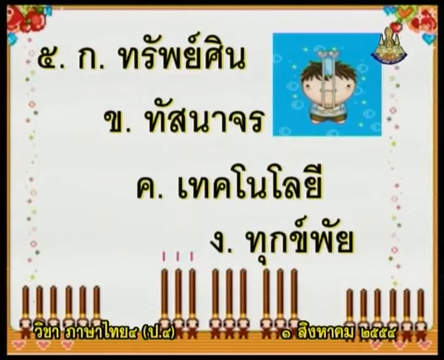 ๕. ก. ทรัพย์ศิน
ข. ทัสนาจร
ค. เทคโนโลยี
ง. ทุกข์พัย
วิชา ภาษาไทย๔ (ป.๔)
๑ สิงหาคม ๒๕๕๔